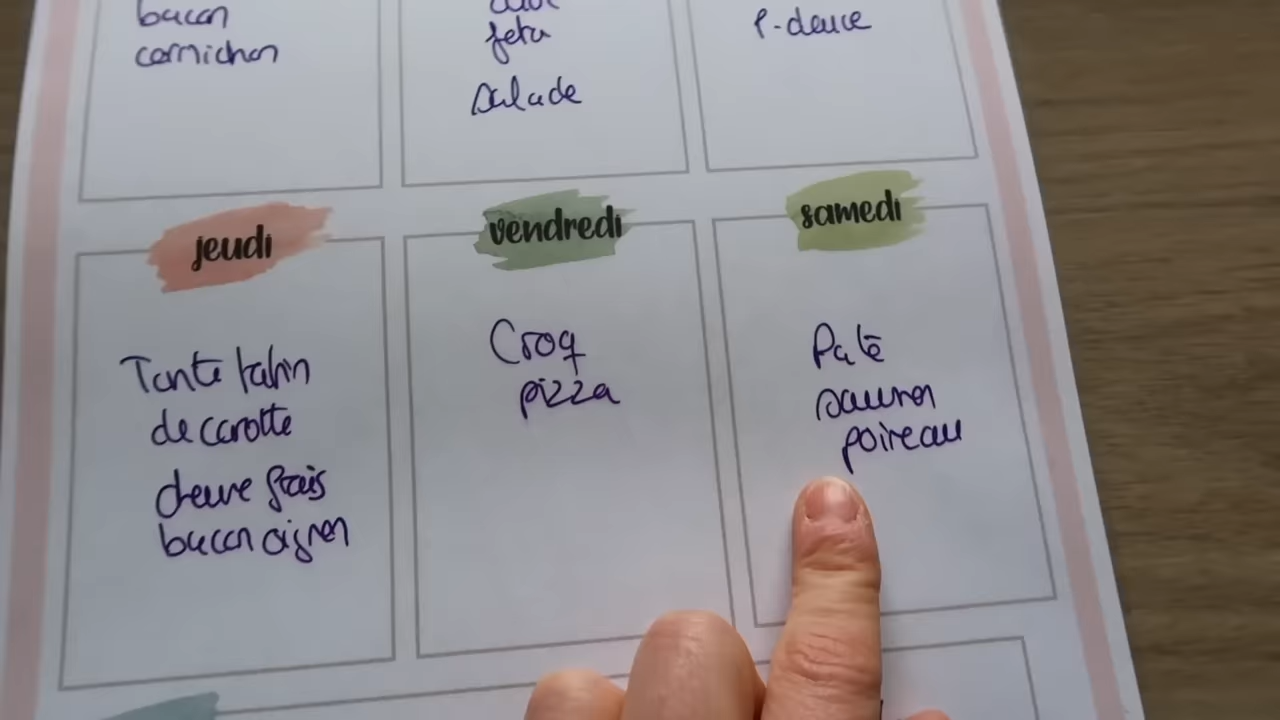 bacon
cornichon
feta
Salade
P. douce
jeudi
vendredi
samedi
Tarte tatin
de carotte
chèvre frais
bacon oignon
Croq
pizza
Pate
saumon
poireau